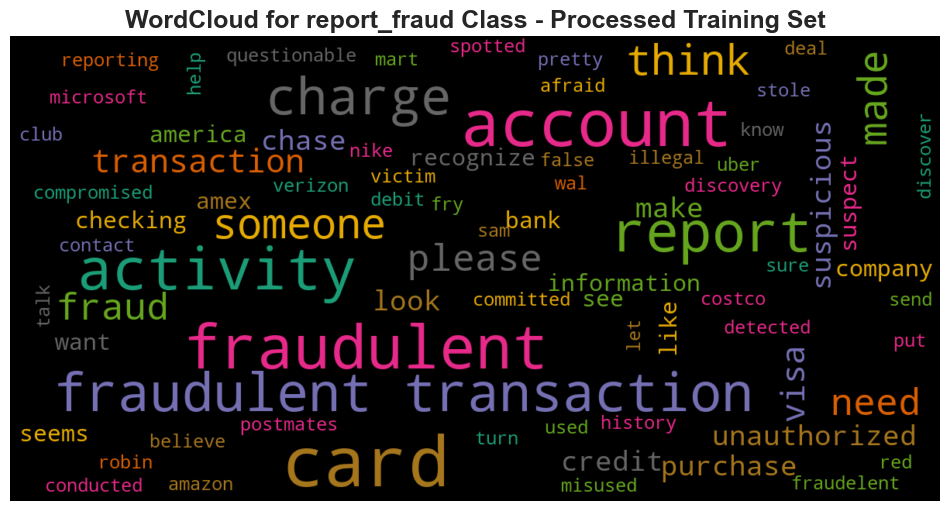 WordCloud for report_fraud Class - Processed Training Set
reporting
help
questionable
mart
spotted
pretty
think
deal
made
microsoft
charge
afraid
stole
account
club
america
chase
nike
know
discover
transaction
recognize
false
illegal
uber
suspicious
suspect
compromised
verizon
victim
wal
discovery
amex
debit
fry
make
checking
someone
sam
bank
report
contact
please
sure
company
activity
information
talk
fraud
look
committed
see
costco
send
want
let
like
detected
put
fraudulent
fraudulent transaction
visa
need
seems
postmates
used
history
believe
turn
unauthorized
card
robin
credit
purchase
red
conducted
amazon
misused
fraudelent